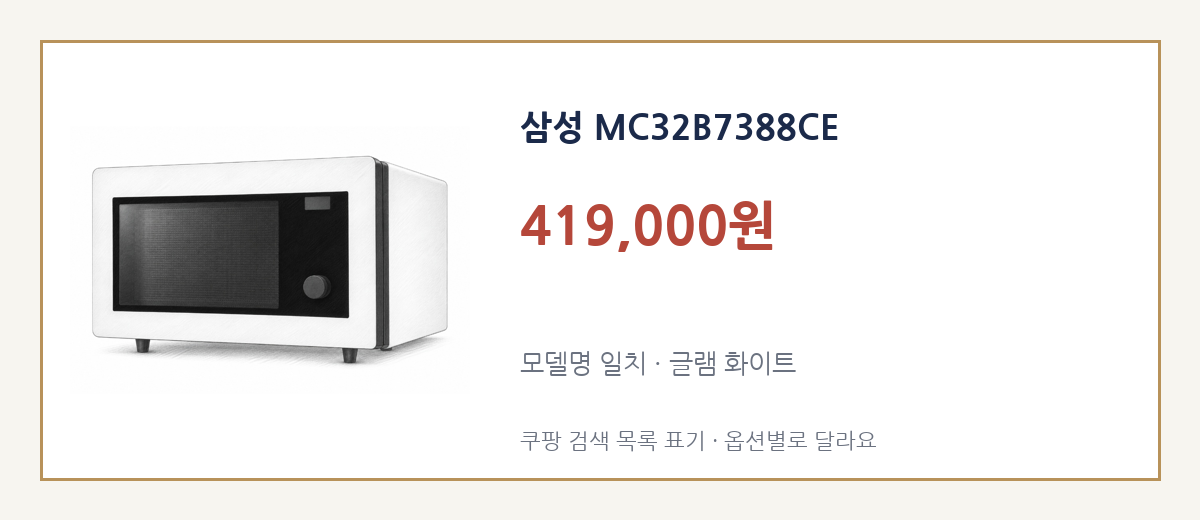 삼성 MC32B7388CE
419,000원
모델명 일치 · 글램 화이트
쿠팡 검색 목록 표기 · 옵션별로 달라요